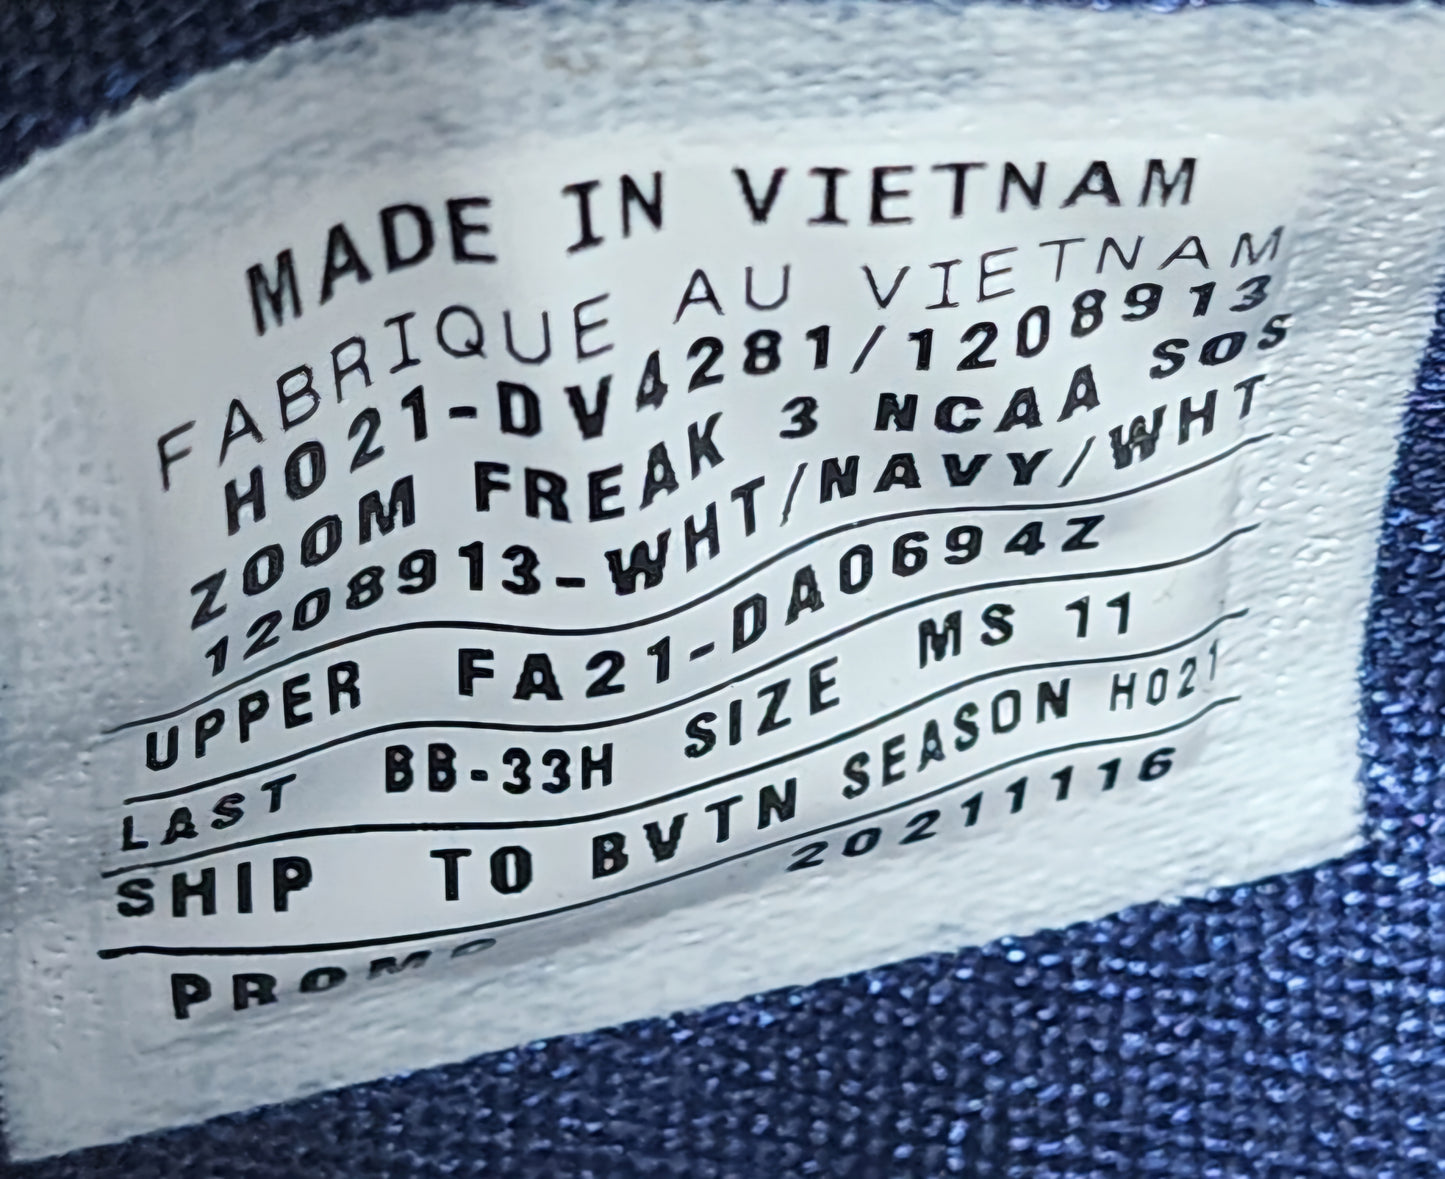 MADE IN VIETNAM
FABRIQUE AU VIETNAM
HO21-DV4281/1208913
ZOOM FREAK 3 NCAA SOS
1208913-WHT/NAVY/WHT
UPPER FA21-DA0694Z
LAST BB-33H SIZE MS 11
SHIP TO BVTN SEASON HO21
PROMO 20211116